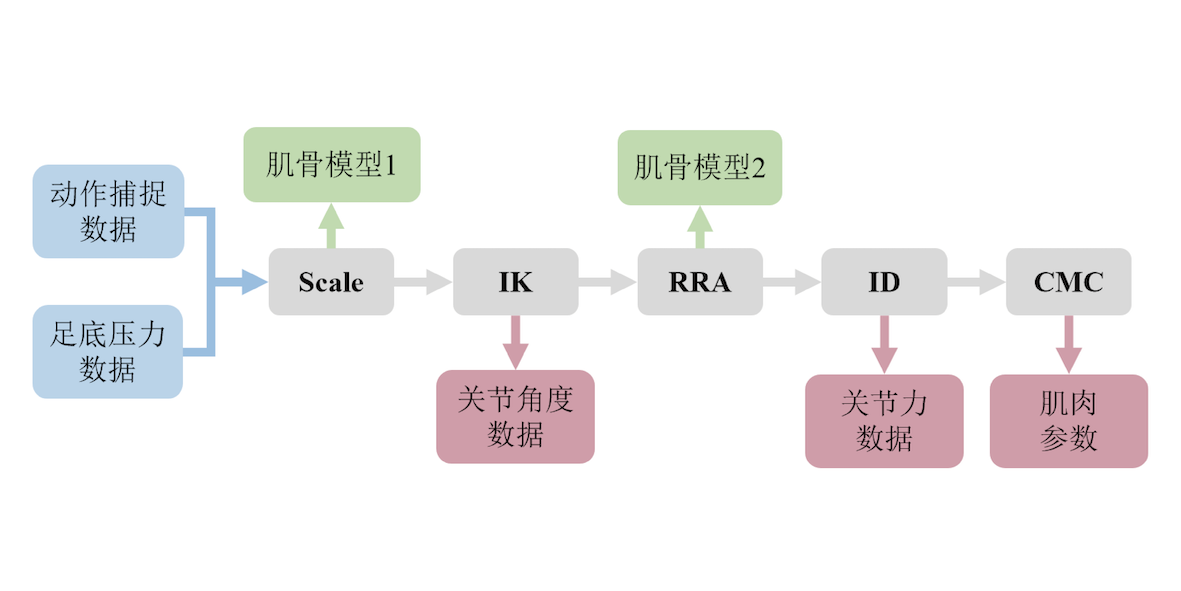 肌骨模型1
肌骨模型2
动作捕捉
数据
Scale
IK
RRA
ID
CMC
足底压力
数据
关节角度
数据
关节力
数据
肌肉
参数